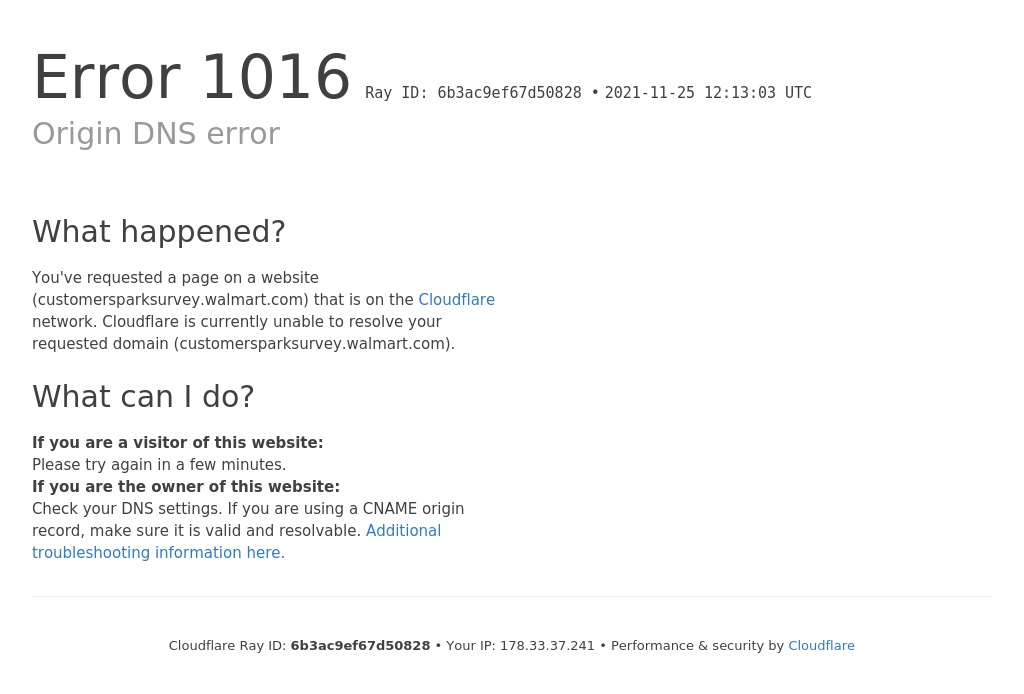 Error 1016 Ray ID: 6b3ac9ef67d50828 • 2021-11-25 12:13:03 UTC
Origin DNS error
What happened?
You've requested a page on a website
(customersparksurvey.walmart.com) that is on the Cloudflare
network. Cloudflare is currently unable to resolve your
requested domain (customersparksurvey.walmart.com).
What can I do?
If you are a visitor of this website:
Please try again in a few minutes.
If you are the owner of this website:
Check your DNS settings. If you are using a CNAME origin
record, make sure it is valid and resolvable. Additional
troubleshooting information here.
Cloudflare Ray ID: 6b3ac9ef67d50828 • Your IP: 178.33.37.241 • Performance & security by Cloudflare